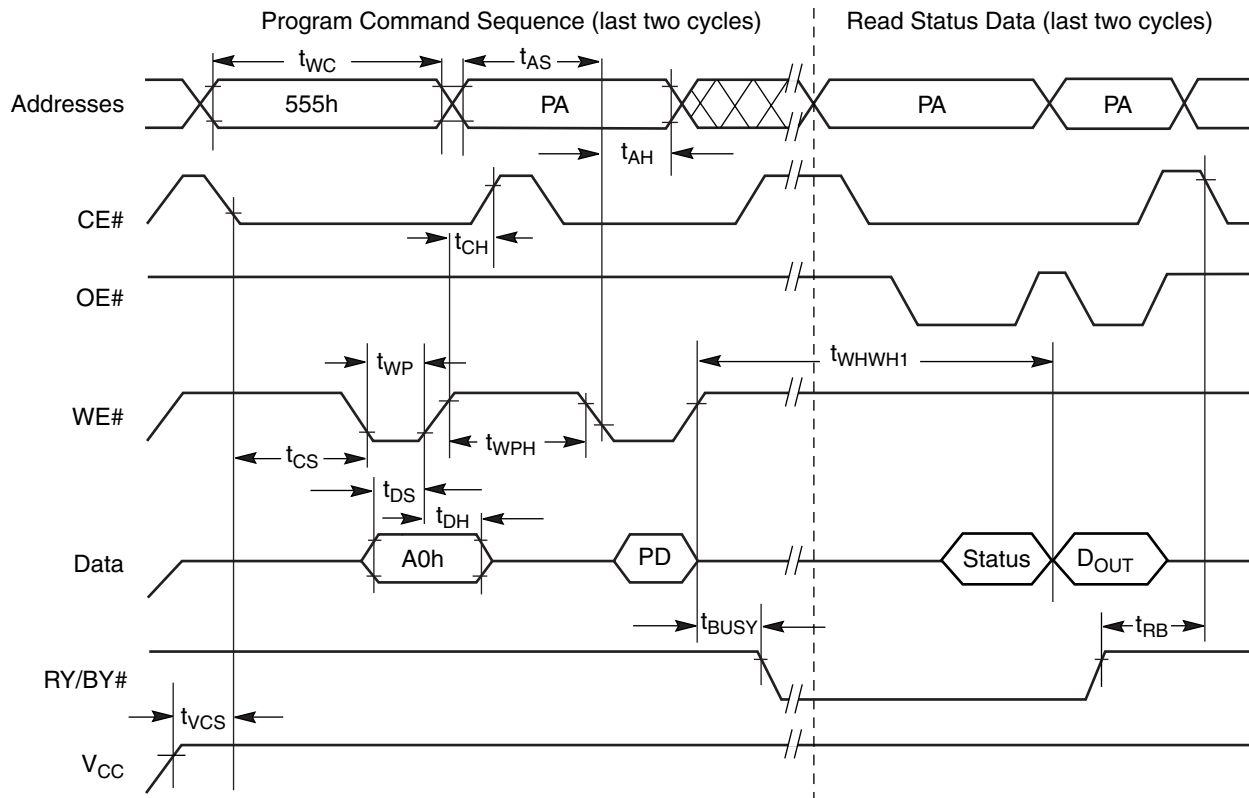 Program Command Sequence (last two cycles)
Read Status Data (last two cycles)
tWC
tAS
Addresses
555h
PA
PA
PA
tAH
CE#
tCH
OE#
tWHWH1
tWP
WE#
tWPH
tCS
tDS
tDH
Data
A0h
PD
Status
DOUT
tBUSY
tRB
RY/BY#
tVCS
VCC